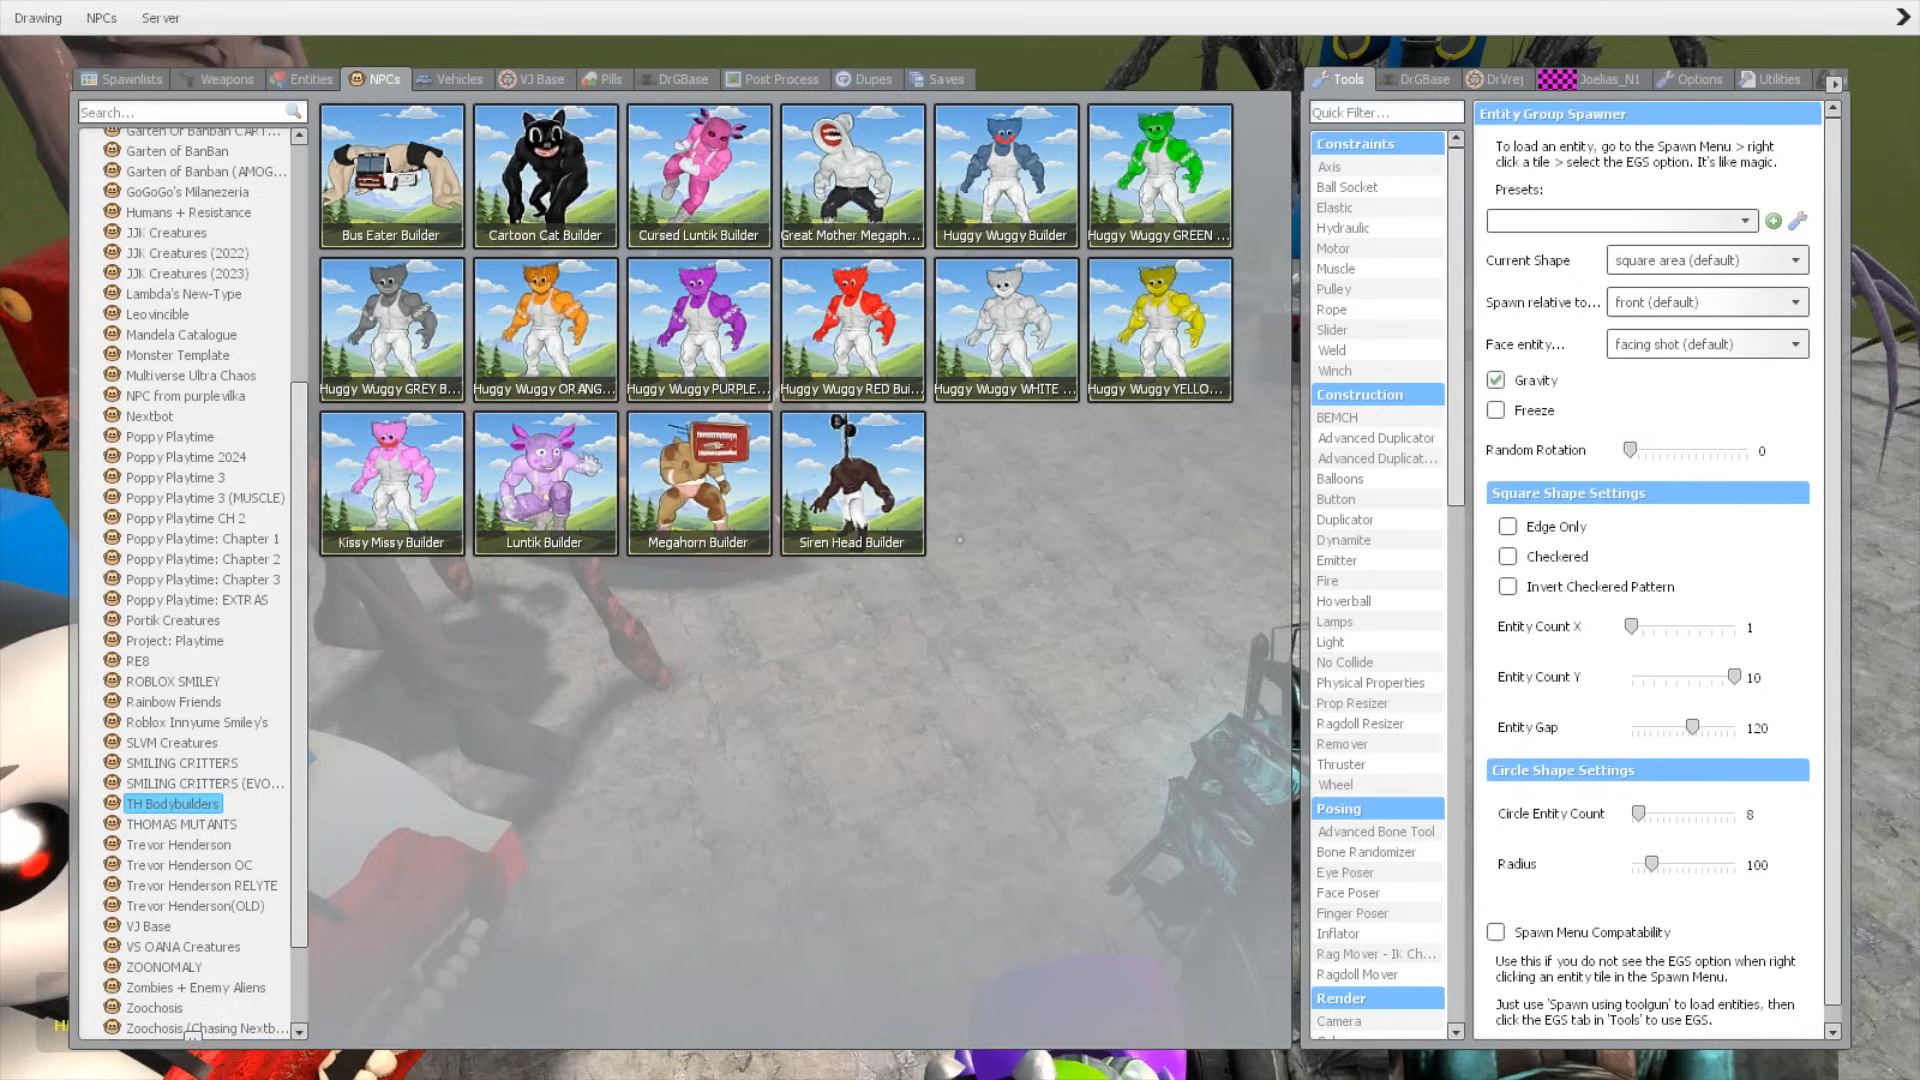 Drawing NPCs Server
Spawnlists Weapons Entities NPCs Vehicles VJ Base Pills DrGBase Post Process Dupes Saves
Search...
Garten Of Banban CART...
Garten of BanBan
Garten of Banban (AMOG...
GoGoGo's Milanezeria
Humans + Resistance
JJK Creatures
JJK Creatures (2022)
JJK Creatures (2023)
Lambda's New-Type
Leovincible
Mandela Catalogue
Monster Template
Multiverse Ultra Chaos
NPC from purplevilka
Nextbot
Poppy Playtime
Poppy Playtime 2024
Poppy Playtime 3
Poppy Playtime 3 (MUSCLE)
Poppy Playtime CH 2
Poppy Playtime: Chapter 1
Poppy Playtime: Chapter 2
Poppy Playtime: Chapter 3
Poppy Playtime: EXTRAS
Portik Creatures
Project: Playtime
RE8
ROBLOX SMILEY
Rainbow Friends
Roblox Innyume Smiley's
SLVM Creatures
SMILING CRITTERS
SMILING CRITTERS (EVO...
TH Bodybuilders
THOMAS MUTANTS
Trevor Henderson
Trevor Henderson OC
Trevor Henderson RELYTE
Trevor Henderson(OLD)
VJ Base
VS OANA Creatures
ZOONOMALY
Zombies + Enemy Aliens
Zoochosis
Zoochosis (Chasing Nextb...
Bus Eater Builder
Cartoon Cat Builder
Cursed Luntik Builder
Great Mother Megaph...
Huggy Wuggy Builder
Huggy Wuggy GREEN ...
Huggy Wuggy GREY B...
Huggy Wuggy ORANG...
Huggy Wuggy PURPLE...
Huggy Wuggy RED Bui...
Huggy Wuggy WHITE ...
Huggy Wuggy YELLO...
Kissy Missy Builder
Luntik Builder
Megahorn Builder
Siren Head Builder
Tools DrGBase DrVrej Joelias_N1 Options Utilities
Quick Filter...
Constraints
Axis
Ball Socket
Elastic
Hydraulic
Motor
Muscle
Pulley
Rope
Slider
Weld
Winch
Construction
BEMCH
Advanced Duplicator
Advanced Duplicat...
Balloons
Button
Duplicator
Dynamite
Emitter
Fire
Hoverball
Lamps
Light
No Collide
Physical Properties
Prop Resizer
Ragdoll Resizer
Remover
Thruster
Wheel
Posing
Advanced Bone Tool
Bone Randomizer
Eye Poser
Face Poser
Finger Poser
Inflator
Rag Mover - IK Ch...
Ragdoll Mover
Render
Camera
Entity Group Spawner
To load an entity, go to the Spawn Menu > right
click a tile > select the EGS option. It's like magic.
Presets:
Current Shape square area (default)
Spawn relative to... front (default)
Face entity... facing shot (default)
Gravity
Freeze
Random Rotation 0
Square Shape Settings
Edge Only
Checkered
Invert Checkered Pattern
Entity Count X 1
Entity Count Y 10
Entity Gap 120
Circle Shape Settings
Circle Entity Count 8
Radius 100
Spawn Menu Compatability
Use this if you do not see the EGS option when right
clicking an entity tile in the Spawn Menu.
Just use 'Spawn using toolgun' to load entities, then
click the EGS tab in 'Tools' to use EGS.